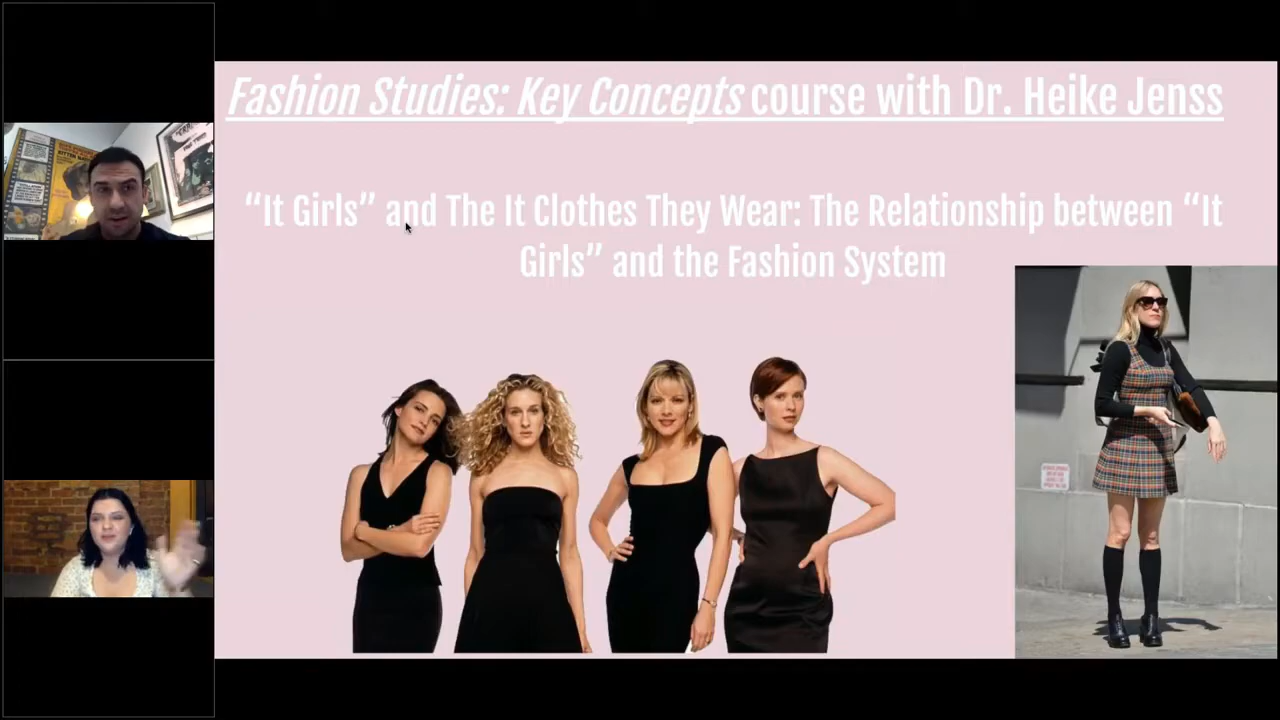 Fashion Studies: Key Concepts course with Dr. Heike Jenss
“It Girls” and The It Clothes They Wear: The Relationship between “It
Girls” and the Fashion System